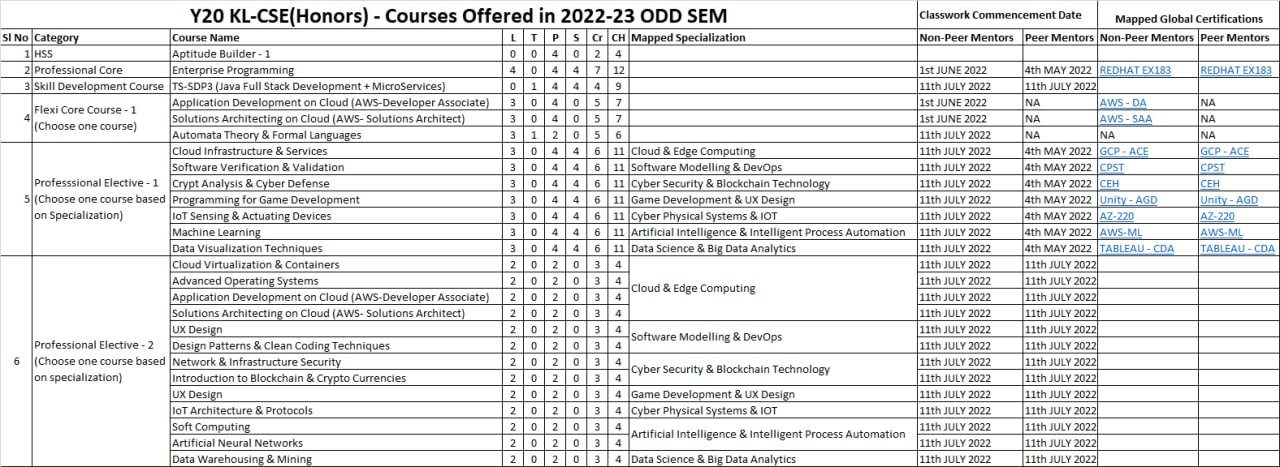 Y20 KL-CSE(Honors) - Courses Offered in 2022-23 ODD SEM Classwork Commencement Date Mapped Global Certifications
Sl No Category Course Name L T P S Cr CH Mapped Specialization Non-Peer Mentors Peer Mentors Non-Peer Mentors Peer Mentors
1 HSS Aptitude Builder - 1 0 0 4 0 2 4
2 Professional Core Enterprise Programming 4 0 4 4 7 12 1st JUNE 2022 4th MAY 2022 REDHAT EX183 REDHAT EX183
3 Skill Development Course TS-SDP3 (Java Full Stack Development + MicroServices) 0 1 4 4 4 9 11th JULY 2022 11th JULY 2022
4 Flexi Core Course - 1
(Choose one course)
Application Development on Cloud (AWS-Developer Associate) 3 0 4 0 5 7 1st JUNE 2022 NA AWS - DA NA
Solutions Architecting on Cloud (AWS- Solutions Architect) 3 0 4 0 5 7 1st JUNE 2022 NA AWS - SAA NA
Automata Theory & Formal Languages 3 1 2 0 5 6 11th JULY 2022 NA NA NA
5 Professsional Elective - 1
(Choose one course based
on Specialization)
Cloud Infrastructure & Services 3 0 4 4 6 11 Cloud & Edge Computing 11th JULY 2022 4th MAY 2022 GCP - ACE GCP - ACE
Software Verification & Validation 3 0 4 4 6 11 Software Modelling & DevOps 11th JULY 2022 4th MAY 2022 CPST CPST
Crypt Analysis & Cyber Defense 3 0 4 4 6 11 Cyber Security & Blockchain Technology 11th JULY 2022 4th MAY 2022 CEH CEH
Programming for Game Development 3 0 4 4 6 11 Game Development & UX Design 11th JULY 2022 4th MAY 2022 Unity - AGD Unity - AGD
IoT Sensing & Actuating Devices 3 0 4 4 6 11 Cyber Physical Systems & IOT 11th JULY 2022 4th MAY 2022 AZ-220 AZ-220
Machine Learning 3 0 4 4 6 11 Artificial Intelligence & Intelligent Process Automation 11th JULY 2022 4th MAY 2022 AWS-ML AWS-ML
Data Visualization Techniques 3 0 4 4 6 11 Data Science & Big Data Analytics 11th JULY 2022 4th MAY 2022 TABLEAU - CDA TABLEAU - CDA
6 Professional Elective - 2
(Choose one course based
on specialization)
Cloud Virtualization & Containers 2 0 2 0 3 4 Cloud & Edge Computing 11th JULY 2022 11th JULY 2022
Advanced Operating Systems 2 0 2 0 3 4 11th JULY 2022 11th JULY 2022
Application Development on Cloud (AWS-Developer Associate) 2 0 2 0 3 4 11th JULY 2022 11th JULY 2022
Solutions Architecting on Cloud (AWS- Solutions Architect) 2 0 2 0 3 4 11th JULY 2022 11th JULY 2022
UX Design 2 0 2 0 3 4 Software Modelling & DevOps 11th JULY 2022 11th JULY 2022
Design Patterns & Clean Coding Techniques 2 0 2 0 3 4 11th JULY 2022 11th JULY 2022
Network & Infrastructure Security 2 0 2 0 3 4 Cyber Security & Blockchain Technology 11th JULY 2022 11th JULY 2022
Introduction to Blockchain & Crypto Currencies 2 0 2 0 3 4 11th JULY 2022 11th JULY 2022
UX Design 2 0 2 0 3 4 Game Development & UX Design 11th JULY 2022 11th JULY 2022
IoT Architecture & Protocols 2 0 2 0 3 4 Cyber Physical Systems & IOT 11th JULY 2022 11th JULY 2022
Soft Computing 2 0 2 0 3 4 Artificial Intelligence & Intelligent Process Automation 11th JULY 2022 11th JULY 2022
Artificial Neural Networks 2 0 2 0 3 4 11th JULY 2022 11th JULY 2022
Data Warehousing & Mining 2 0 2 0 3 4 Data Science & Big Data Analytics 11th JULY 2022 11th JULY 2022